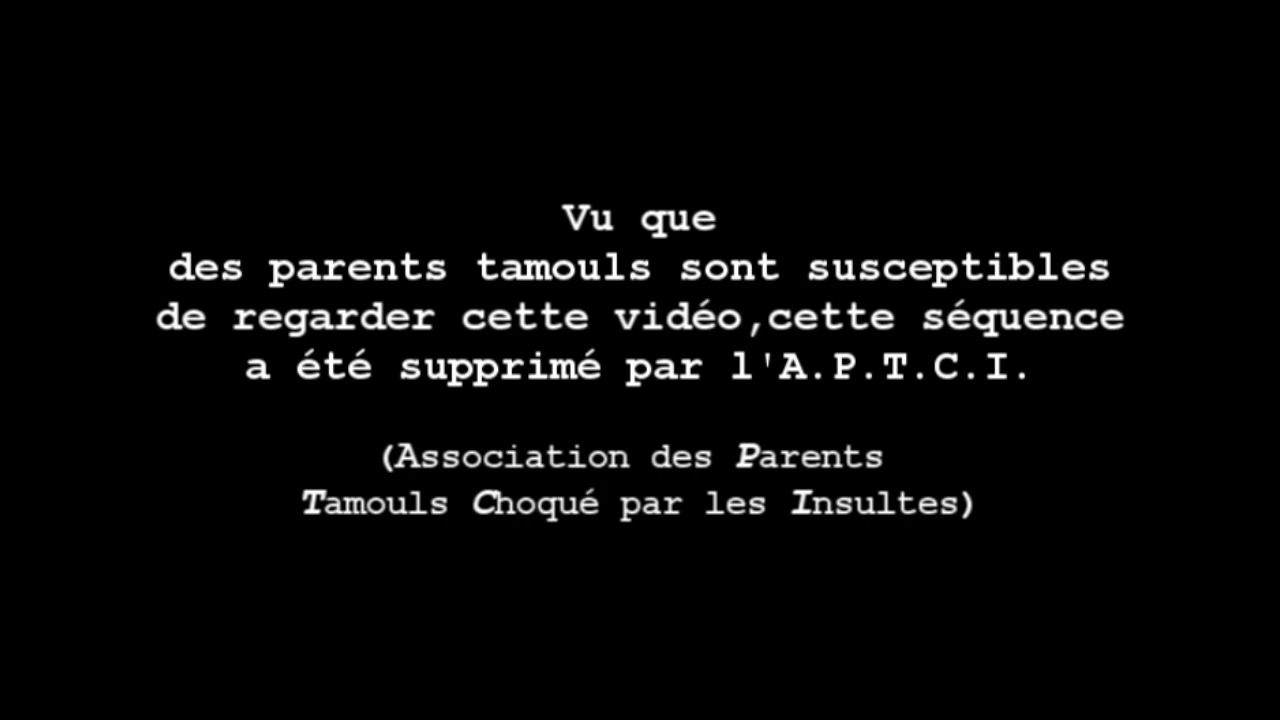 Vu que
des parents tamouls sont susceptibles
de regarder cette vidéo,cette séquence
a été supprimé par l'A.P.T.C.I.
(Association des Parents
Tamouls Choqué par les Insultes)